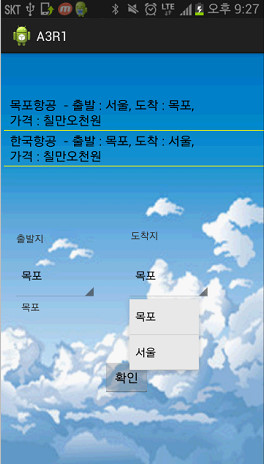 SKT LTE 오후 9:27
A3R1
목포항공 - 출발 : 서울, 도착 : 목포,
가격 : 칠만오천원
한국항공 - 출발 : 목포, 도착 : 서울,
가격 : 칠만오천원
출발지 도착지
목포 목포
목포 목포
서울
확인